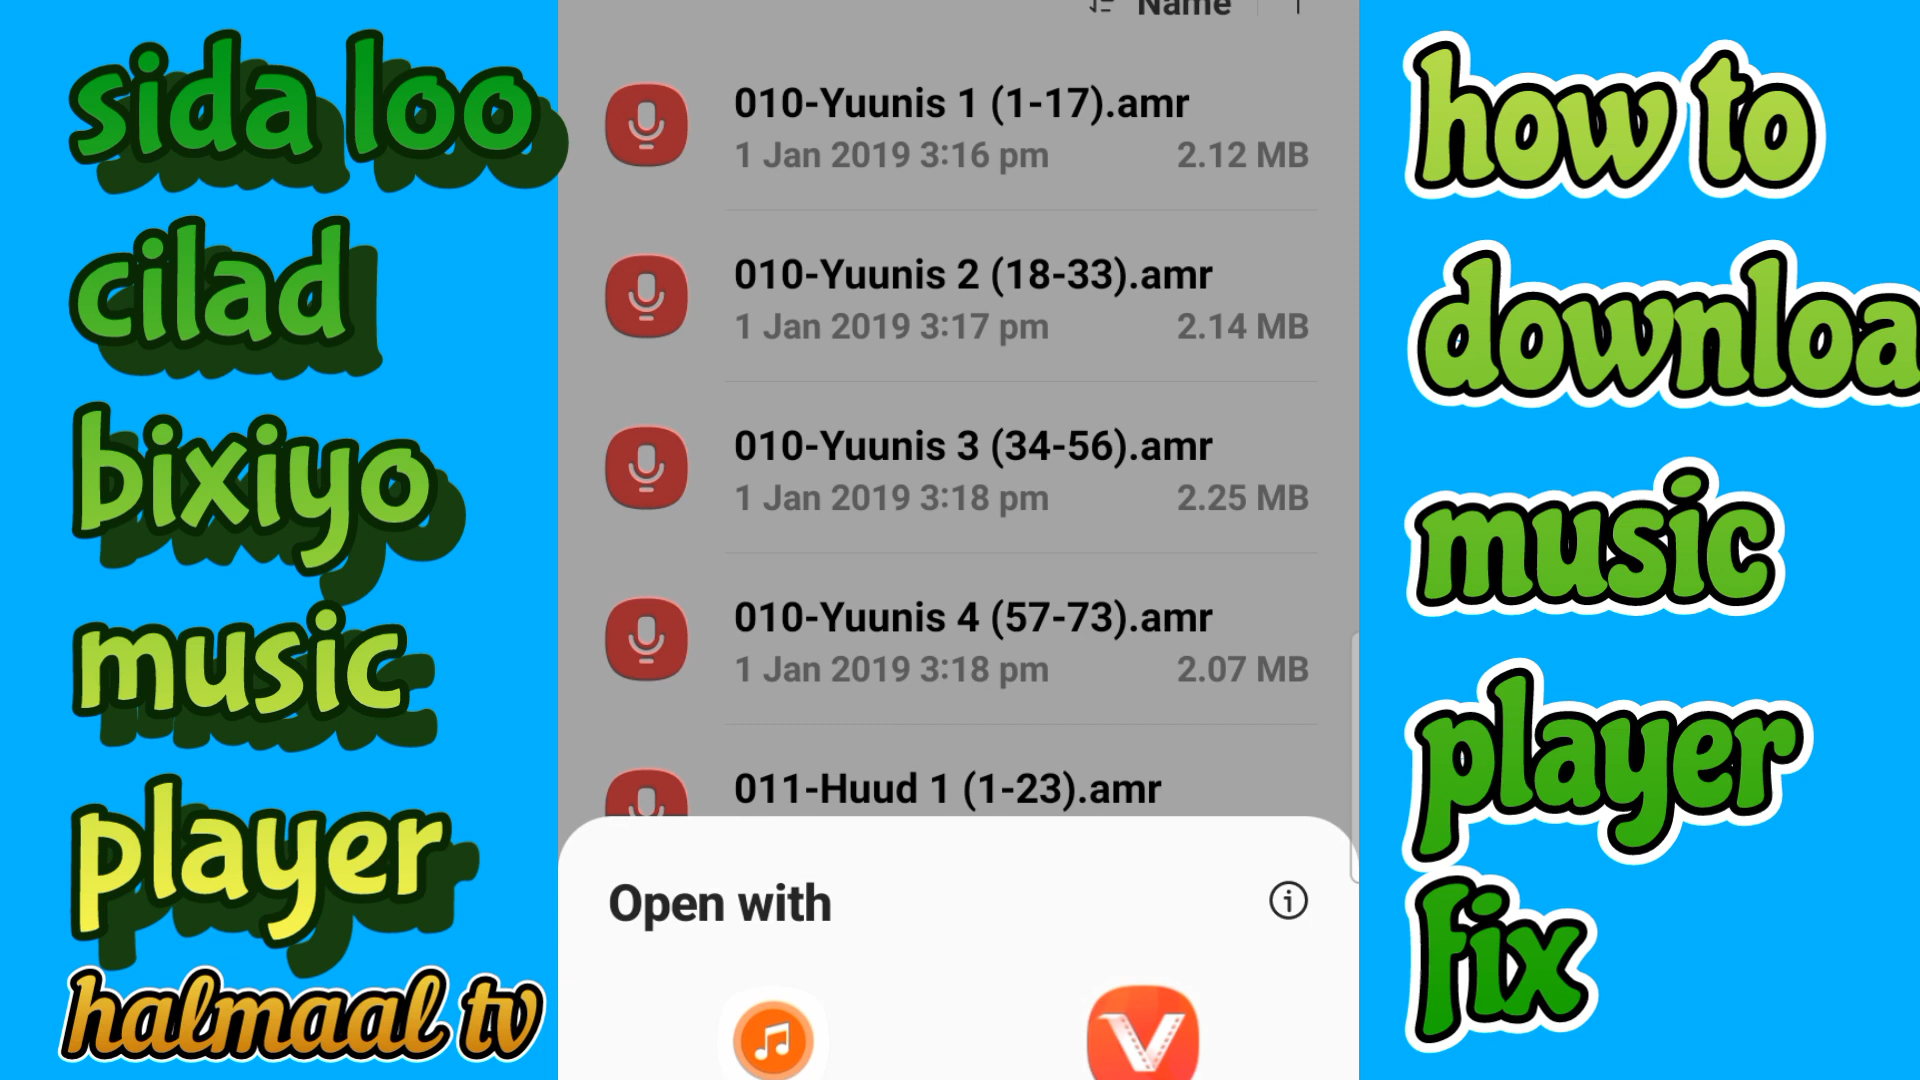 sida loo
cilad
bixiyo
music
player
halmaal tv
Name
010-Yuunis 1 (1-17).amr
1 Jan 2019 3:16 pm 2.12 MB
010-Yuunis 2 (18-33).amr
1 Jan 2019 3:17 pm 2.14 MB
010-Yuunis 3 (34-56).amr
1 Jan 2019 3:18 pm 2.25 MB
010-Yuunis 4 (57-73).amr
1 Jan 2019 3:18 pm 2.07 MB
011-Huud 1 (1-23).amr
Open with
how to
downloa
music
player
fix